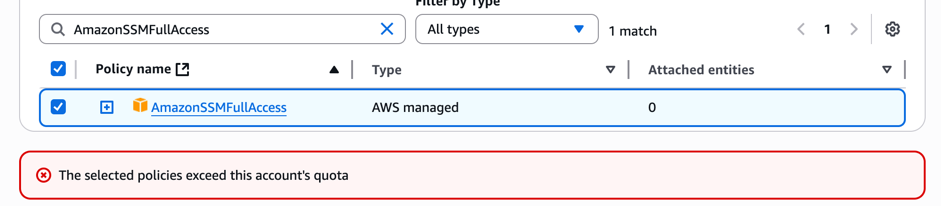 Filter by Type
AmazonSSMFullAccess
All types
1 match
1
Policy name
Type
Attached entities
AmazonSSMFullAccess
AWS managed
0
The selected policies exceed this account's quota